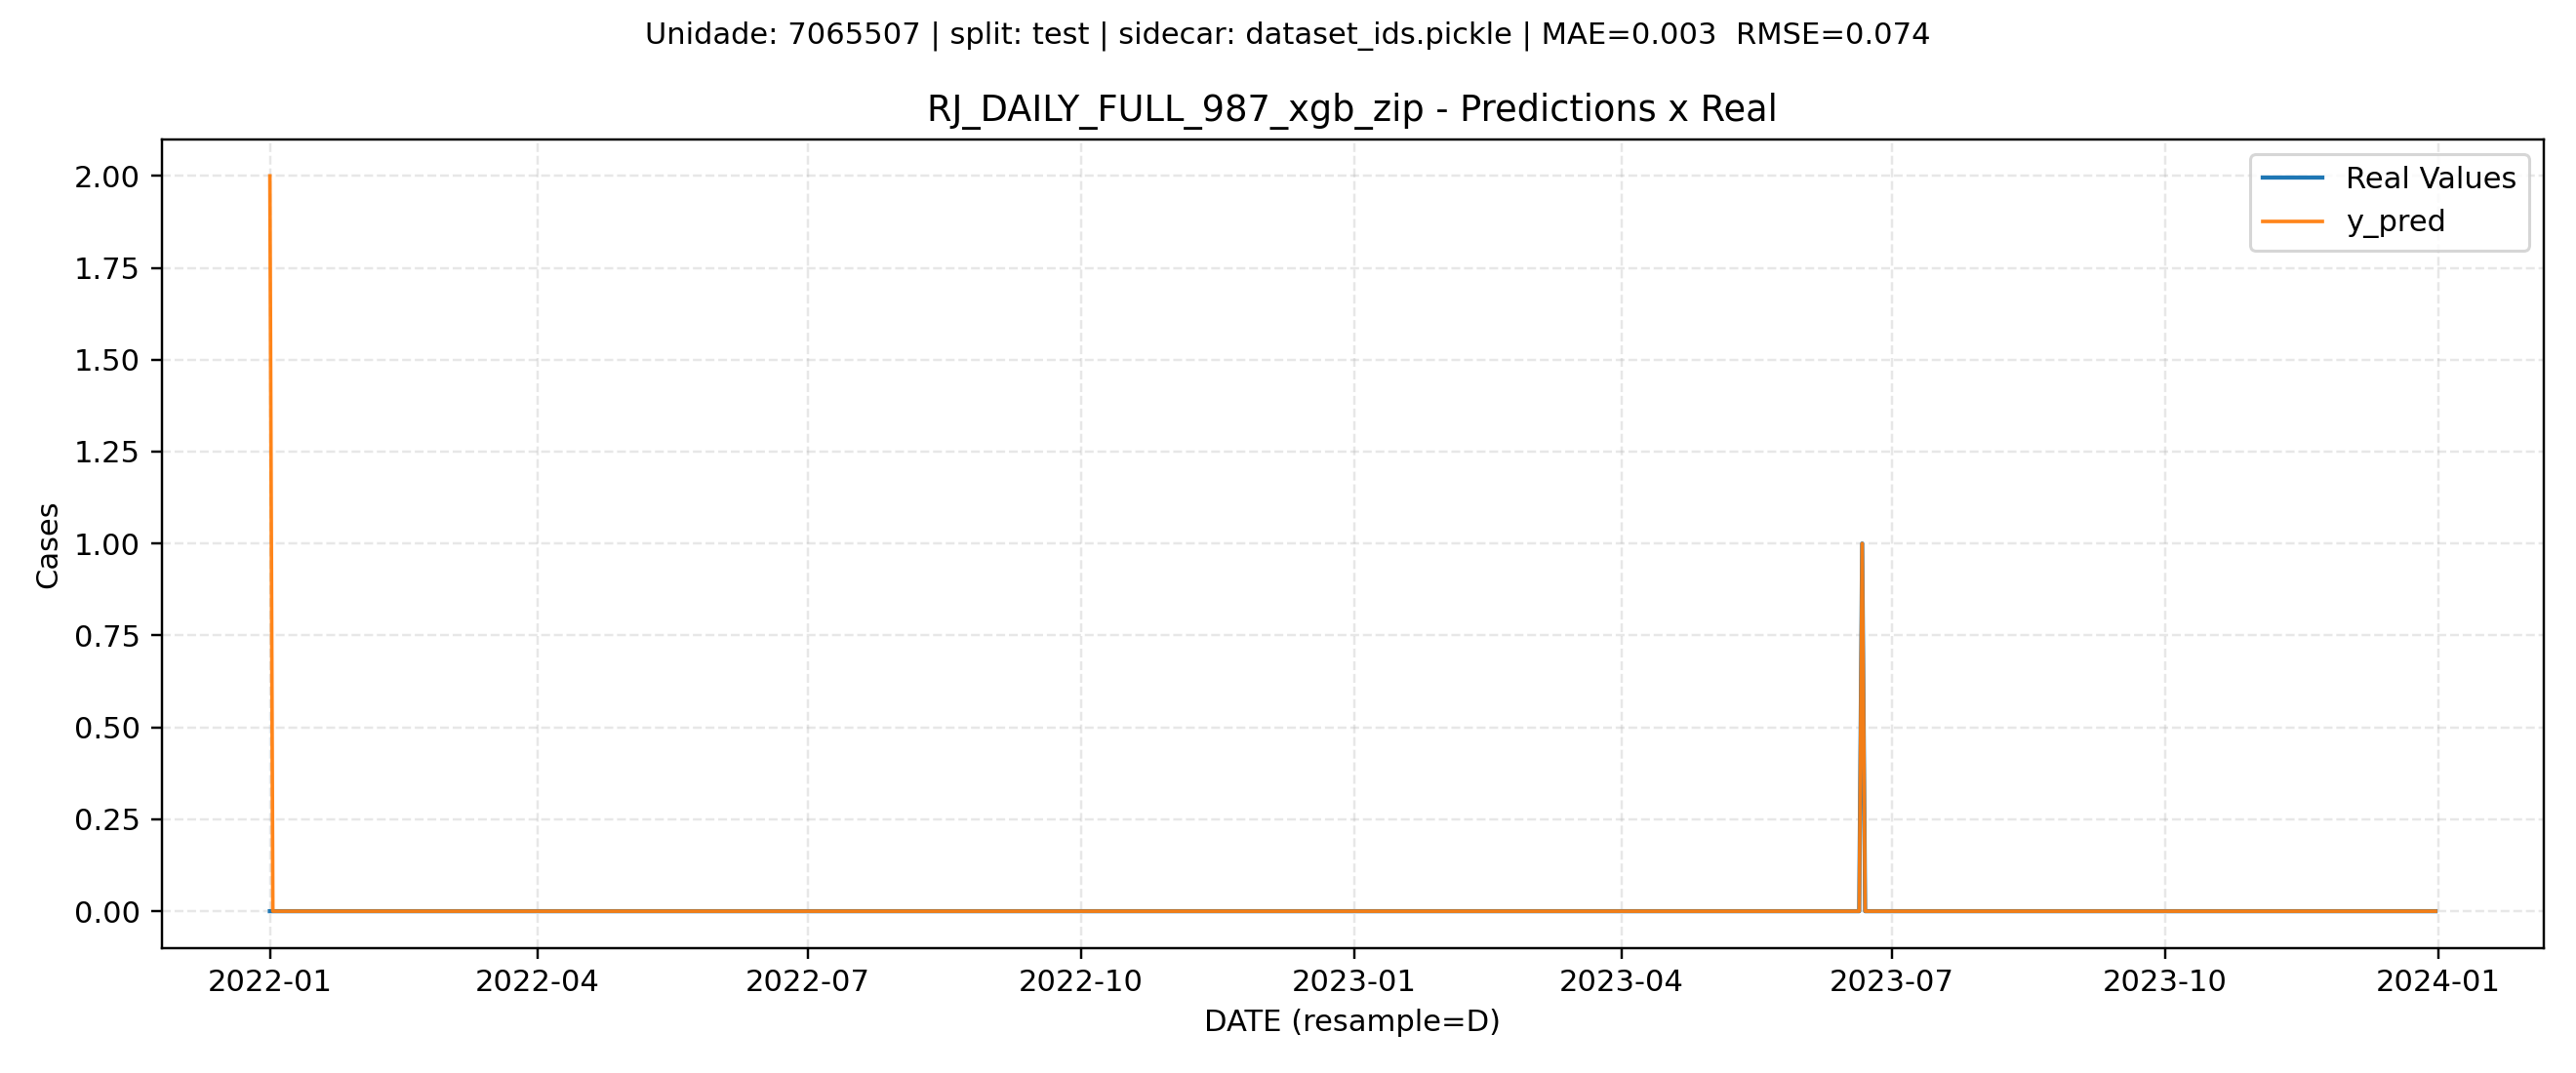 Unidade: 7065507 | split: test | sidecar: dataset_ids.pickle | MAE=0.003  RMSE=0.074
RJ_DAILY_FULL_987_xgb_zip - Predictions x Real
Real Values
y_pred
2.00
1.75
1.50
1.25
1.00
0.75
0.50
0.25
0.00
Cases
2022-01 2022-04 2022-07 2022-10 2023-01 2023-04 2023-07 2023-10 2024-01
DATE (resample=D)